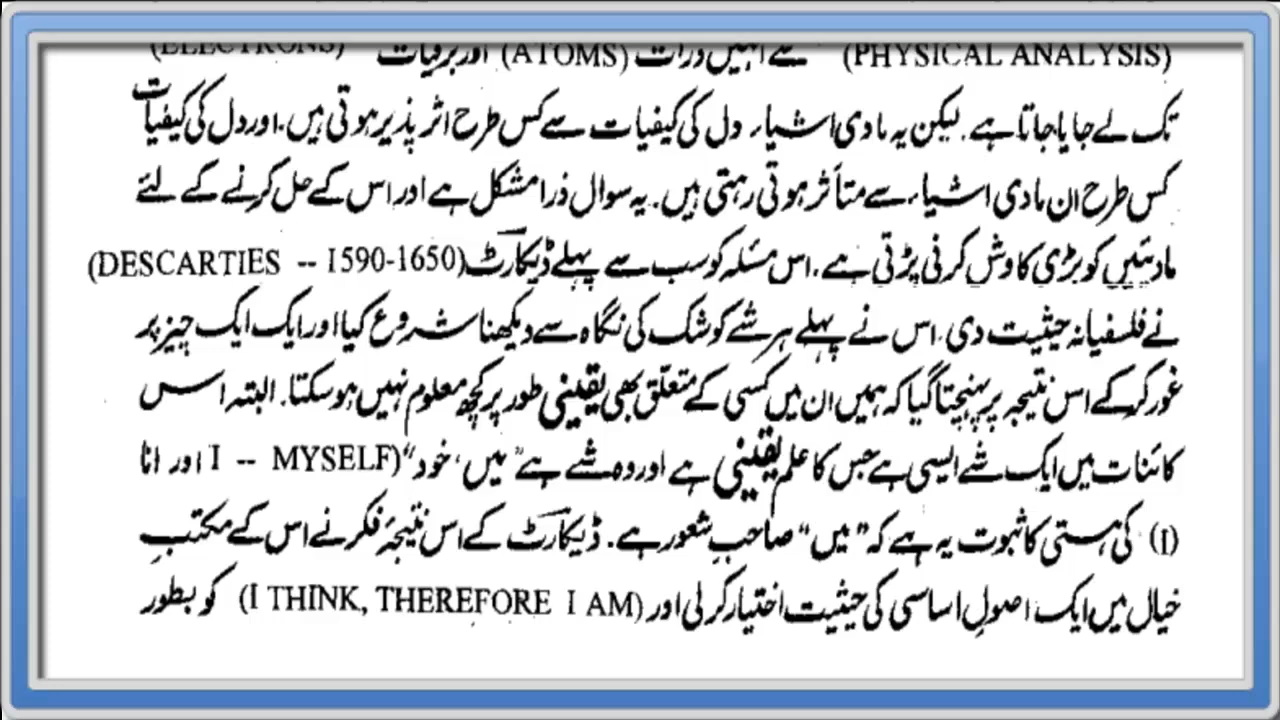 (PHYSICAL ANALYSIS) سے انہیں ذرات (ATOMS) اور برقیات (ELECTRONS)
تک لے جایا جاتا ہے۔ لیکن یہ مادی اشیاء، دل کی کیفیات سے کس طرح اثر پذیر ہوتی ہیں۔ اور دل کی کیفیات
کس طرح ان مادی اشیاء سے متأثر ہوتی رہتی ہیں۔ یہ سوال ذرا مشکل ہے اور اس کے حل کرنے کے لئے
مادئیین کو بڑی کاوش کرنی پڑتی ہے۔ اس مسئلہ کو سب سے پہلے ڈیکارٹ (DESCARTIES -- 1590-1650)
نے فلسفیانہ حیثیت دی۔ اس نے پہلے ہر شے کو شک کی نگاہ سے دیکھنا شروع کیا اور ایک ایک چیز پر
غور کر کے اس نتیجہ پر پہنچتا گیا کہ ہمیں ان میں کسی کے متعلق بھی یقینی طور پر کچھ معلوم نہیں ہو سکتا۔ البتہ اس
کائنات میں ایک شے ایسی ہے جس کا علم یقینی ہے اور وہ شے ہے ”میں، خود“ (I -- MYSELF اور انا
(I) کی ہستی کا ثبوت یہ ہے کہ ”میں“ صاحبِ شعور ہے۔ ڈیکارٹ کے اس نتیجۂ فکر نے اس کے مکتبِ
خیال میں ایک اصولِ اساسی کی حیثیت اختیار کر لی اور (I THINK, THEREFORE I AM) کو بطور